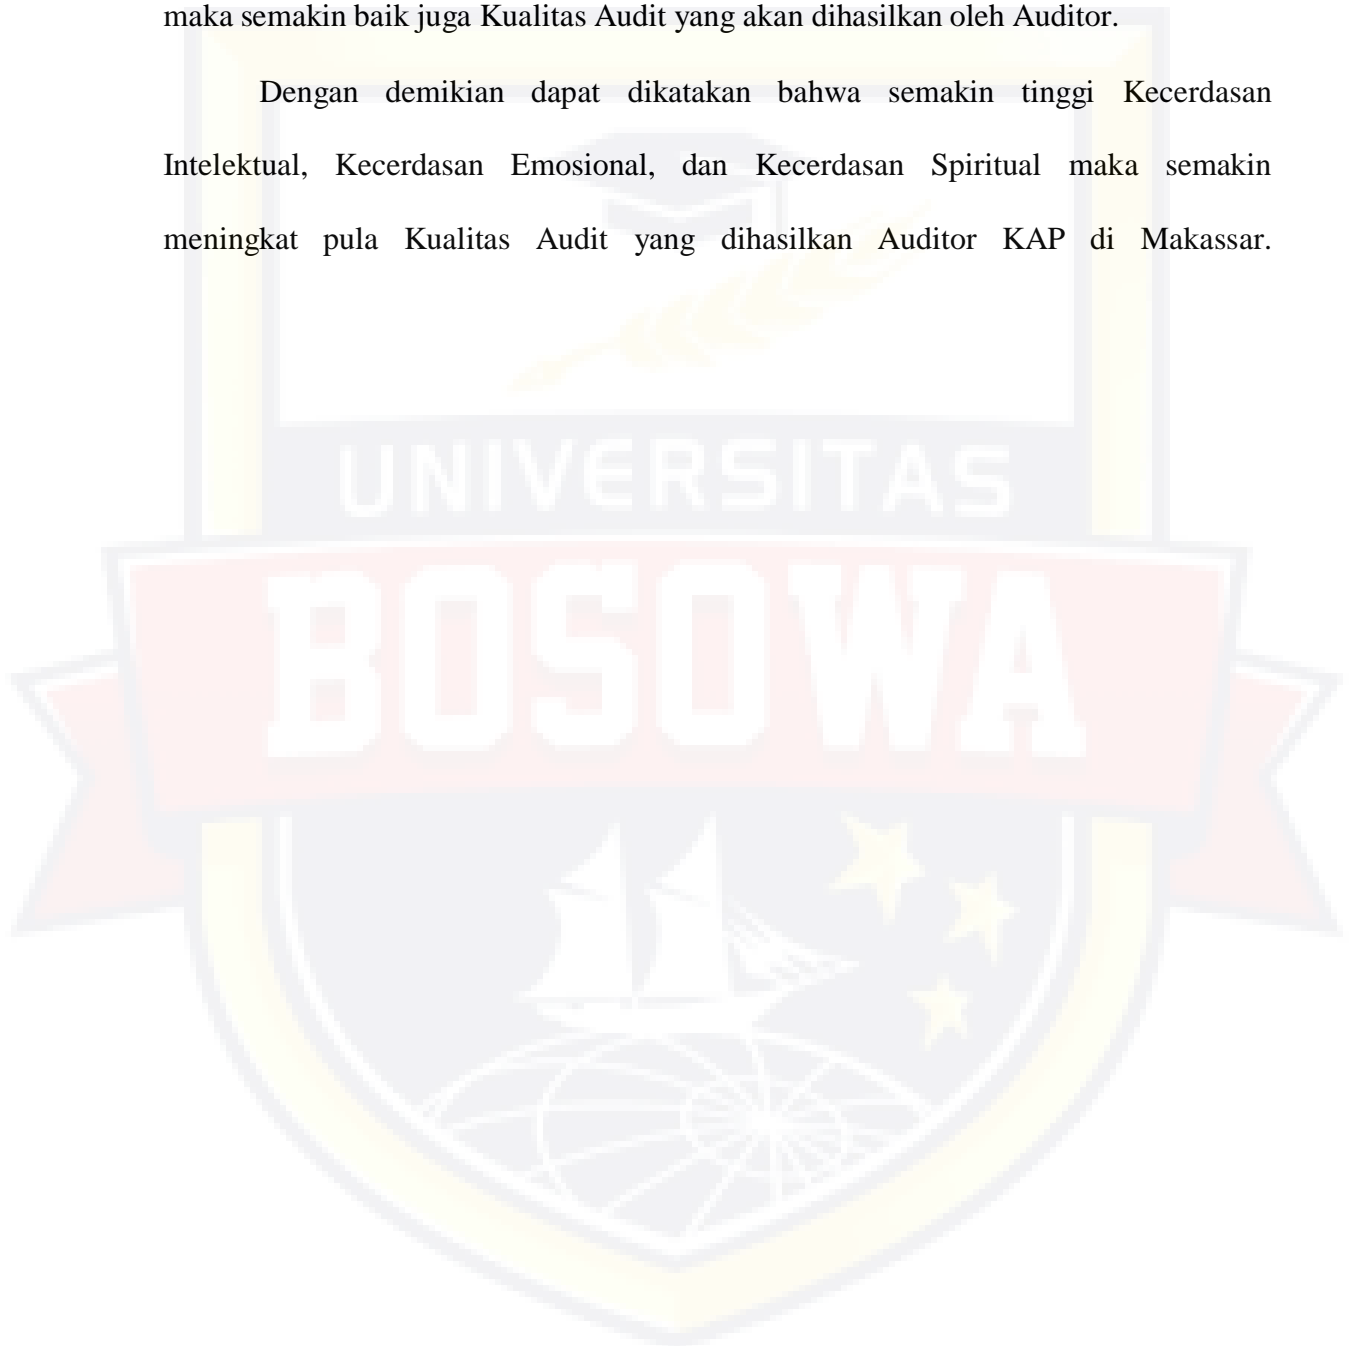 maka semakin baik juga Kualitas Audit yang akan dihasilkan oleh Auditor.
Dengan demikian dapat dikatakan bahwa semakin tinggi Kecerdasan
Intelektual, Kecerdasan Emosional, dan Kecerdasan Spiritual maka semakin
meningkat pula Kualitas Audit yang dihasilkan Auditor KAP di Makassar.
UNIVERSITAS
BOSOWA